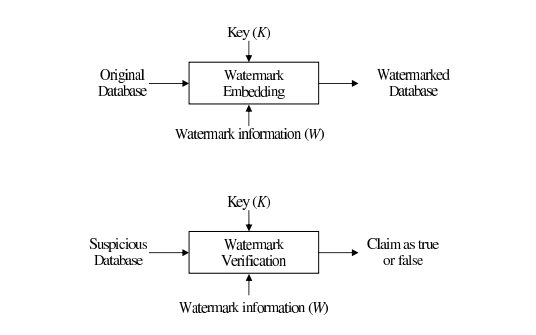 Key (K)
Original
Database
Watermark
Embedding
Watermarked
Database
Watermark information (W)
Key (K)
Suspicious
Database
Watermark
Verification
Claim as true
or false
Watermark information (W)